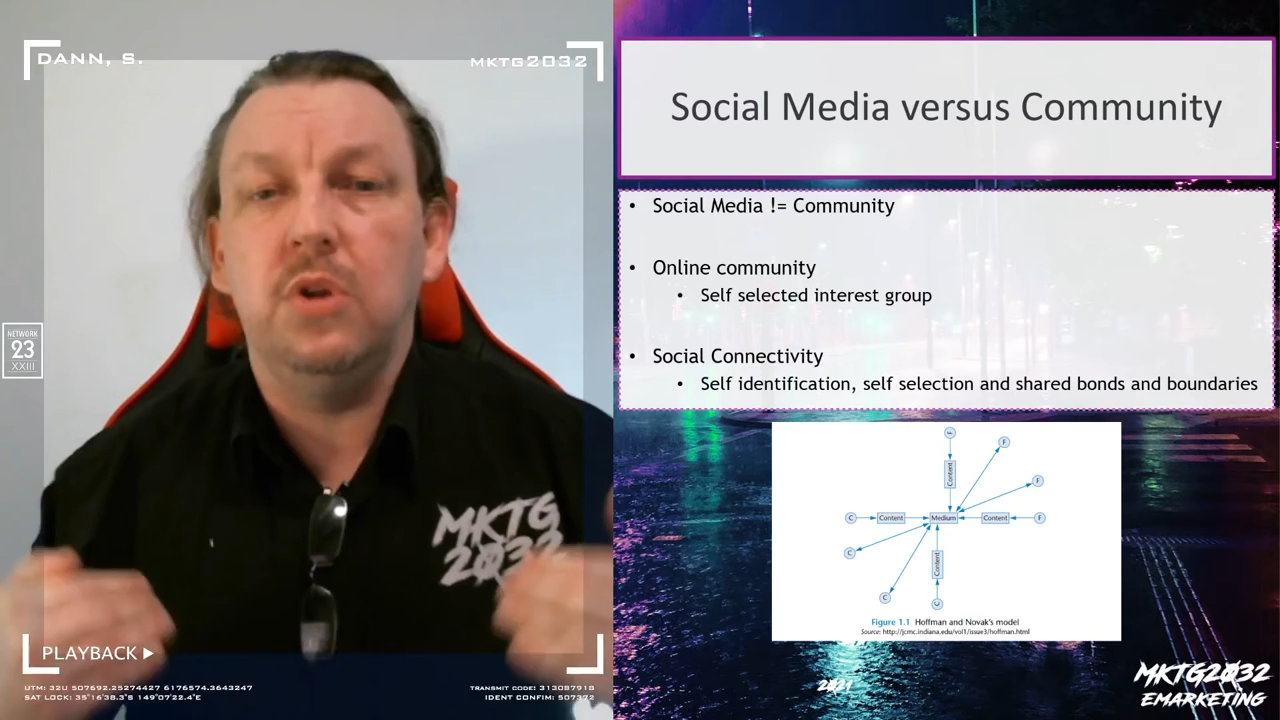 DANN, S.
MKTG2032
NETWORK
23
XXIII
MKTG
2032
PLAYBACK
UTM: 32U 507692.25274427 6176574.3643247
SAT LOCK: 35°16'38.3"S 149°07'22.4"E
TRANSMIT CODE: 313087918
IDENT CONFIM: 507372
Social Media versus Community
• Social Media != Community
• Online community
• Self selected interest group
• Social Connectivity
• Self identification, self selection and shared bonds and boundaries
F
F
Content
F
C
Content
Medium
Content
F
C
Content
C
C
Figure 1.1 Hoffman and Novak's model
Source: http://jcmc.indiana.edu/vol1/issue3/hoffman.html
2021
MKTG2032
EMARKETING